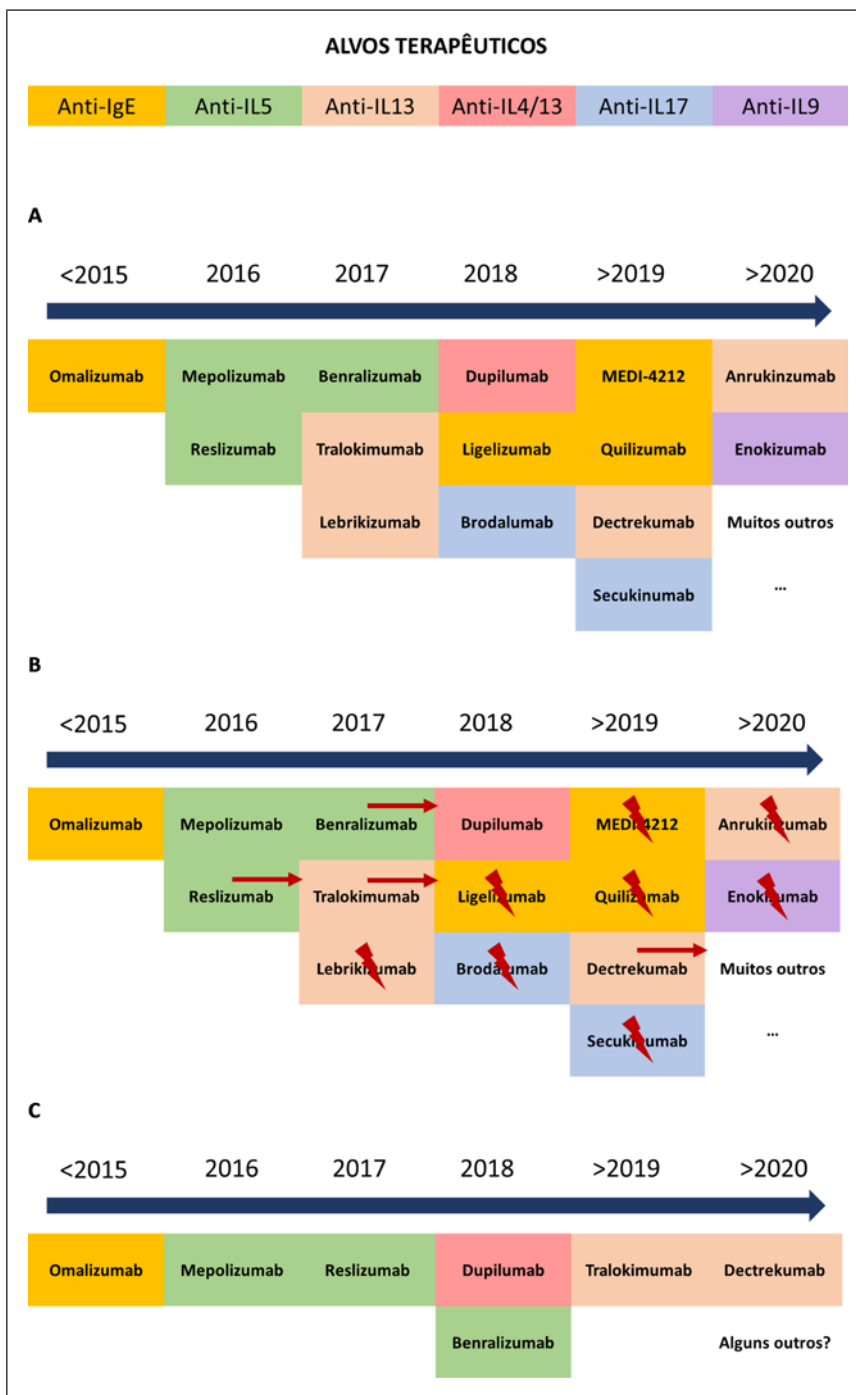 ALVOS TERAPÊUTICOS
Anti-IgE Anti-IL5 Anti-IL13 Anti-IL4/13 Anti-IL17 Anti-IL9
A
<2015 2016 2017 2018 >2019 >2020
Omalizumab Mepolizumab Benralizumab Dupilumab MEDI-4212 Anrukinzumab
Reslizumab Tralokimumab Ligelizumab Quilizumab Enokizumab
Lebrikizumab Brodalumab Dectrekumab Muitos outros
Secukinumab ...
B
<2015 2016 2017 2018 >2019 >2020
Omalizumab Mepolizumab Benralizumab Dupilumab MEDI-4212 Anrukinzumab
Reslizumab Tralokimumab Ligelizumab Quilizumab Enokizumab
Lebrikizumab Brodalumab Dectrekumab Muitos outros
Secukinumab ...
C
<2015 2016 2017 2018 >2019 >2020
Omalizumab Mepolizumab Reslizumab Dupilumab Tralokimumab Dectrekumab
Benralizumab Alguns outros?